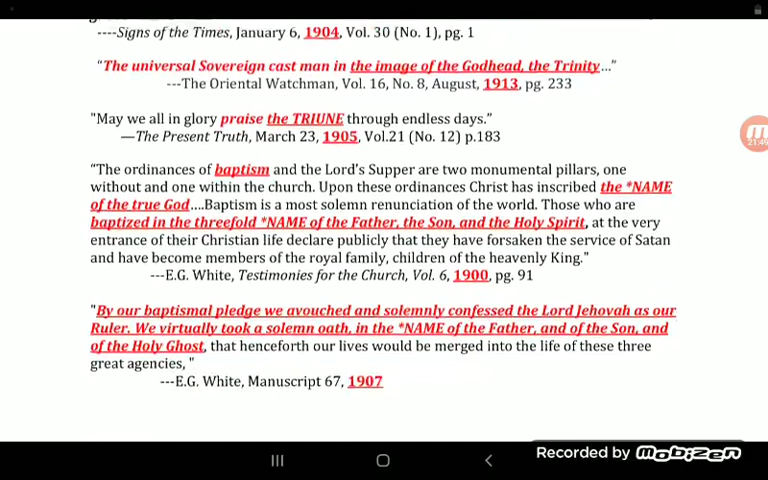 ----Signs of the Times, January 6, 1904, Vol. 30 (No. 1), pg. 1
“The universal Sovereign cast man in the image of the Godhead, the Trinity…”
---The Oriental Watchman, Vol. 16, No. 8, August, 1913, pg. 233
"May we all in glory praise the TRIUNE through endless days.”
—The Present Truth, March 23, 1905, Vol.21 (No. 12) p.183
“The ordinances of baptism and the Lord’s Supper are two monumental pillars, one
without and one within the church. Upon these ordinances Christ has inscribed the *NAME
of the true God….Baptism is a most solemn renunciation of the world. Those who are
baptized in the threefold *NAME of the Father, the Son, and the Holy Spirit, at the very
entrance of their Christian life declare publicly that they have forsaken the service of Satan
and have become members of the royal family, children of the heavenly King.”
---E.G. White, Testimonies for the Church, Vol. 6, 1900, pg. 91
"By our baptismal pledge we avouched and solemnly confessed the Lord Jehovah as our
Ruler. We virtually took a solemn oath, in the *NAME of the Father, and of the Son, and
of the Holy Ghost, that henceforth our lives would be merged into the life of these three
great agencies, "
---E.G. White, Manuscript 67, 1907
21:49
Recorded by Mobizen